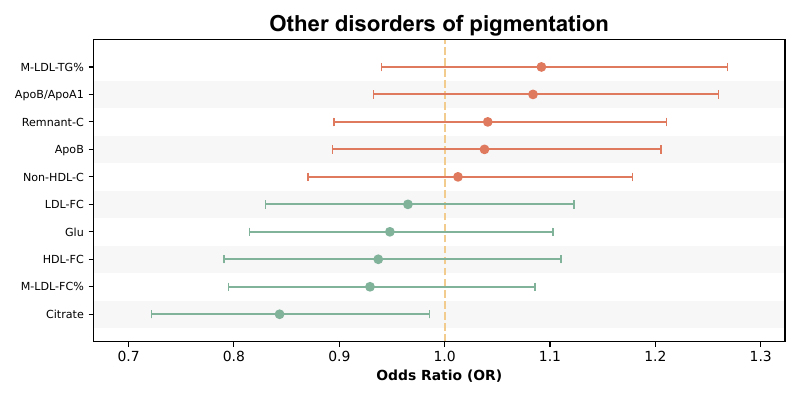 Other disorders of pigmentation
M-LDL-TG%
ApoB/ApoA1
Remnant-C
ApoB
Non-HDL-C
LDL-FC
Glu
HDL-FC
M-LDL-FC%
Citrate
0.7 0.8 0.9 1.0 1.1 1.2 1.3
Odds Ratio (OR)